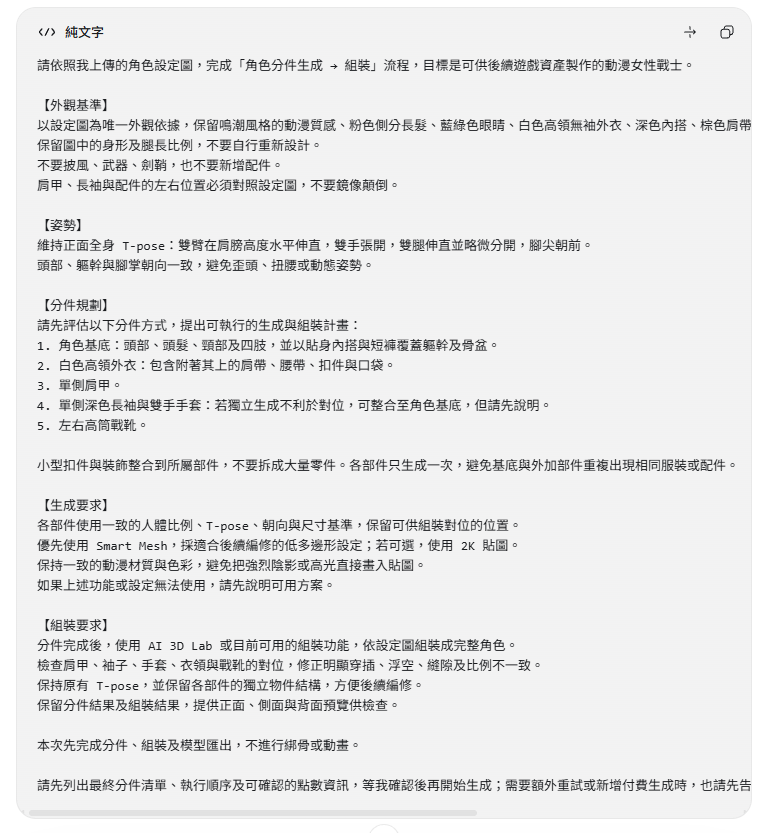 純文字
請依照我上傳的角色設定圖，完成「角色分件生成 → 組裝」流程，目標是可供後續遊戲資產製作的動漫女性戰士。
【外觀基準】
以設定圖為唯一外觀依據，保留鳴潮風格的動漫質感、粉色側分長髮、藍綠色眼睛、白色高領無袖外衣、深色內搭、棕色肩帶
保留圖中的身形及腿長比例，不要自行重新設計。
不要披風、武器、劍鞘，也不要新增配件。
肩甲、長袖與配件的左右位置必須對照設定圖，不要鏡像顛倒。
【姿勢】
維持正面全身 T-pose：雙臂在肩膀高度水平伸直，雙手張開，雙腿伸直並略微分開，腳尖朝前。
頭部、軀幹與腳掌朝向一致，避免歪頭、扭腰或動態姿勢。
【分件規劃】
請先評估以下分件方式，提出可執行的生成與組裝計畫：
1. 角色基底：頭部、頭髮、頸部及四肢，並以貼身內搭與短褲覆蓋軀幹及骨盆。
2. 白色高領外衣：包含附著其上的肩帶、腰帶、扣件與口袋。
3. 單側肩甲。
4. 單側深色長袖與雙手手套：若獨立生成不利於對位，可整合至角色基底，但請先說明。
5. 左右高筒戰靴。
小型扣件與裝飾整合到所屬部件，不要拆成大量零件。各部件只生成一次，避免基底與外加部件重複出現相同服裝或配件。
【生成要求】
各部件使用一致的人體比例、T-pose、朝向與尺寸基準，保留可供組裝對位的位置。
優先使用 Smart Mesh，採適合後續編修的低多邊形設定；若可選，使用 2K 貼圖。
保持一致的動漫材質與色彩，避免把強烈陰影或高光直接畫入貼圖。
如果上述功能或設定無法使用，請先說明可用方案。
【組裝要求】
分件完成後，使用 AI 3D Lab 或目前可用的組裝功能，依設定圖組裝成完整角色。
檢查肩甲、袖子、手套、衣領與戰靴的對位，修正明顯穿插、浮空、縫隙及比例不一致。
保持原有 T-pose，並保留各部件的獨立物件結構，方便後續編修。
保留分件結果及組裝結果，提供正面、側面與背面預覽供檢查。
本次先完成分件、組裝及模型匯出，不進行綁骨或動畫。
請先列出最終分件清單、執行順序及可確認的點數資訊，等我確認後再開始生成；需要額外重試或新增付費生成時，也請先告